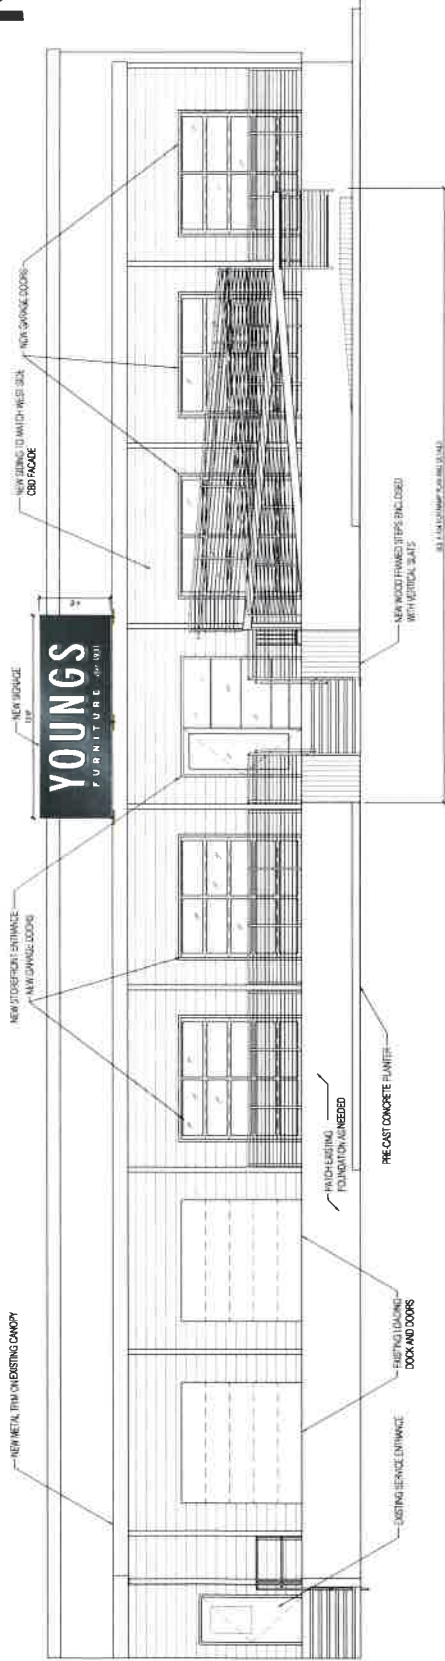 NEW METAL TRIM ON EXISTING CANOPY
NEW STOREFRONT ENTRANCE
NEW GARAGE DOORS
NEW SIGNAGE
YOUNGS
FURNITURE
1931
NEW SIDING TO MATCH WEST SIDE
CBD FACADE
NEW GARAGE DOORS
EXISTING SERVICE ENTRANCE
EXISTING LOADING
DOCK AND DOORS
PATCH EXISTING
FOUNDATION AS NEEDED
PRE-CAST CONCRETE PLANTER
NEW WOOD FRAMED STEPS ENCLOSED
WITH VERTICAL SLATS